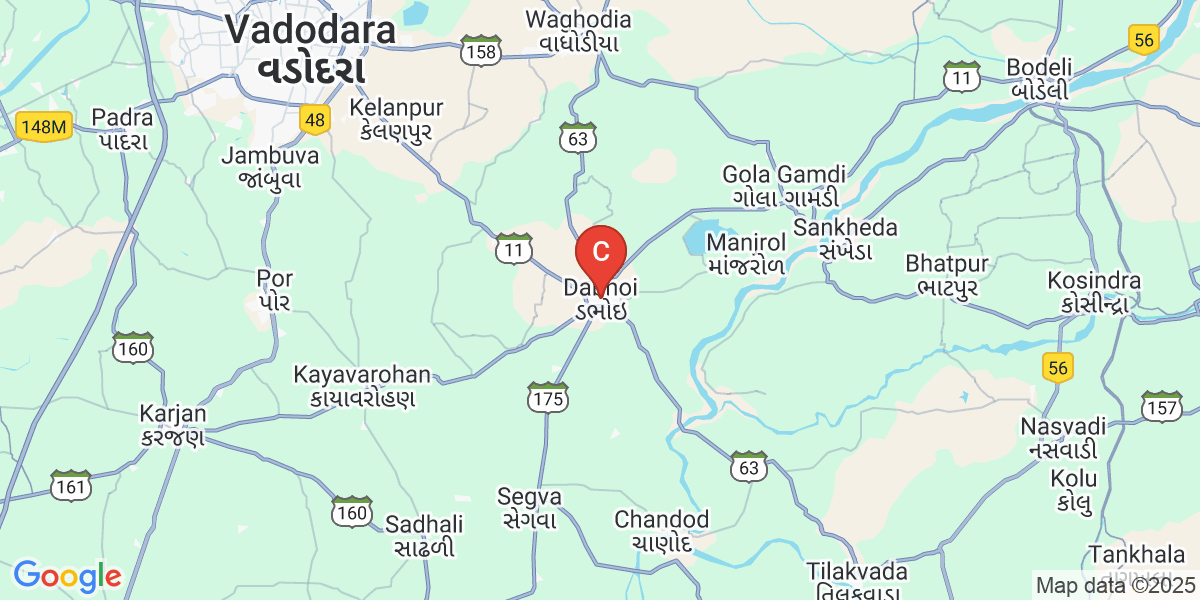 Vadodara
વડોદરા
Waghodia
વાઘોડીયા
158
56
Bodeli
બોડેલી
11
Padra
પાદરા
148M
48
Kelanpur
કેલણપુર
63
Jambuva
જાંબુવા
Gola Gamdi
ગોલા ગામડી
Sankheda
સંખેડા
Manjrol
માંજરોળ
11
C
Bhatpur
ભાટપુર
Kosindra
કોસીન્દ્રા
Por
પોર
Dabhoi
ડભોઇ
160
56
Kayavarohan
કાયાવરોહણ
175
157
Karjan
કરજણ
Nasvadi
નસવાડી
63
161
Kolu
કોલુ
Segva
સેગવા
160
Sadhali
સાઢળી
Chandod
ચાણોદ
Tankhala
Tilakvada
તિલકવાડા
Google
Map data ©2025